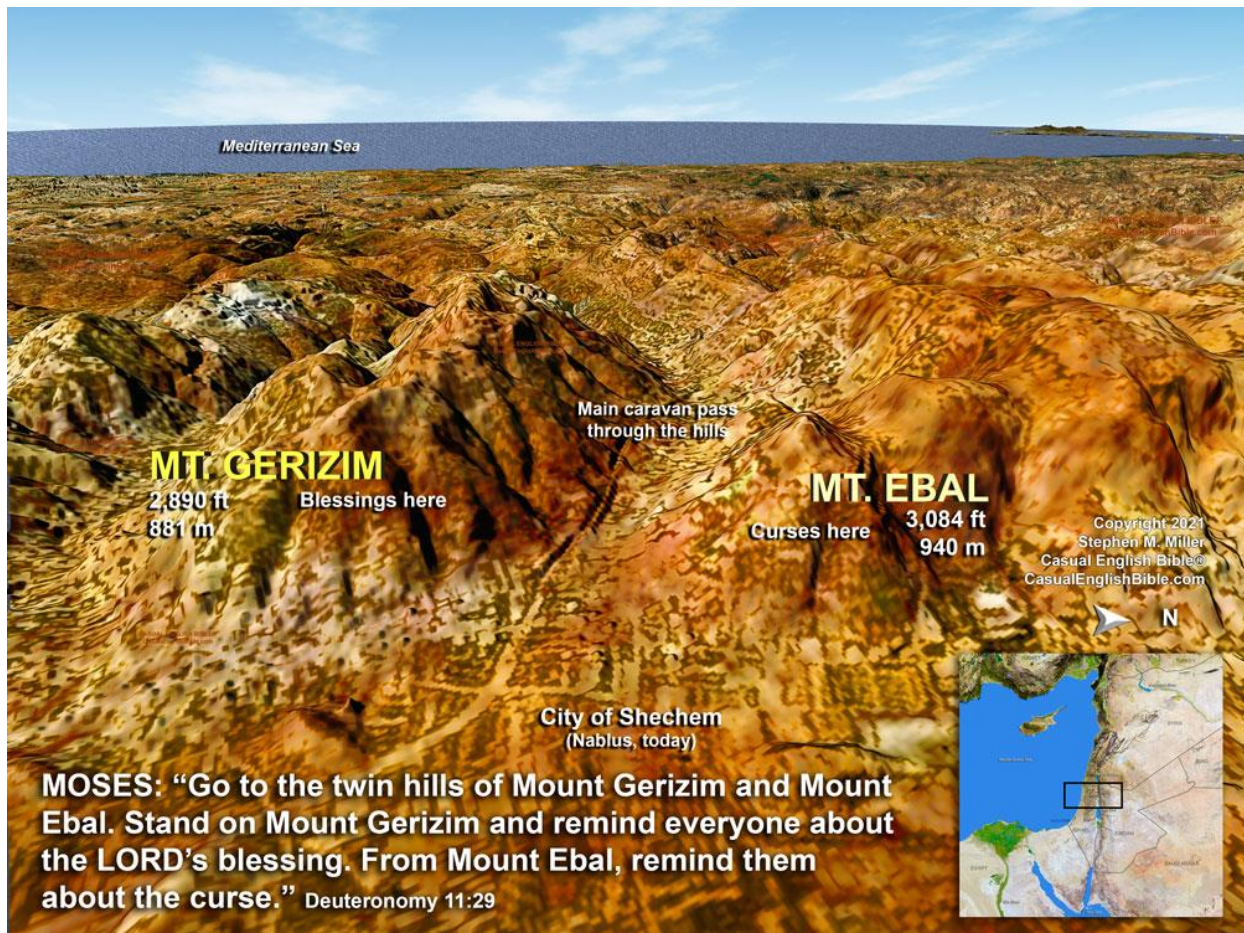 Mediterranean Sea
Main caravan pass
through the hills
MT. GERIZIM
2,890 ft
881 m
Blessings here
MT. EBAL
3,084 ft
940 m
Curses here
Copyright 2021
Stephen M. Miller
Casual English Bible®
CasualEnglishBible.com
N
City of Shechem
(Nablus, today)
MOSES: “Go to the twin hills of Mount Gerizim and Mount
Ebal. Stand on Mount Gerizim and remind everyone about
the LORD’s blessing. From Mount Ebal, remind them
about the curse.” Deuteronomy 11:29